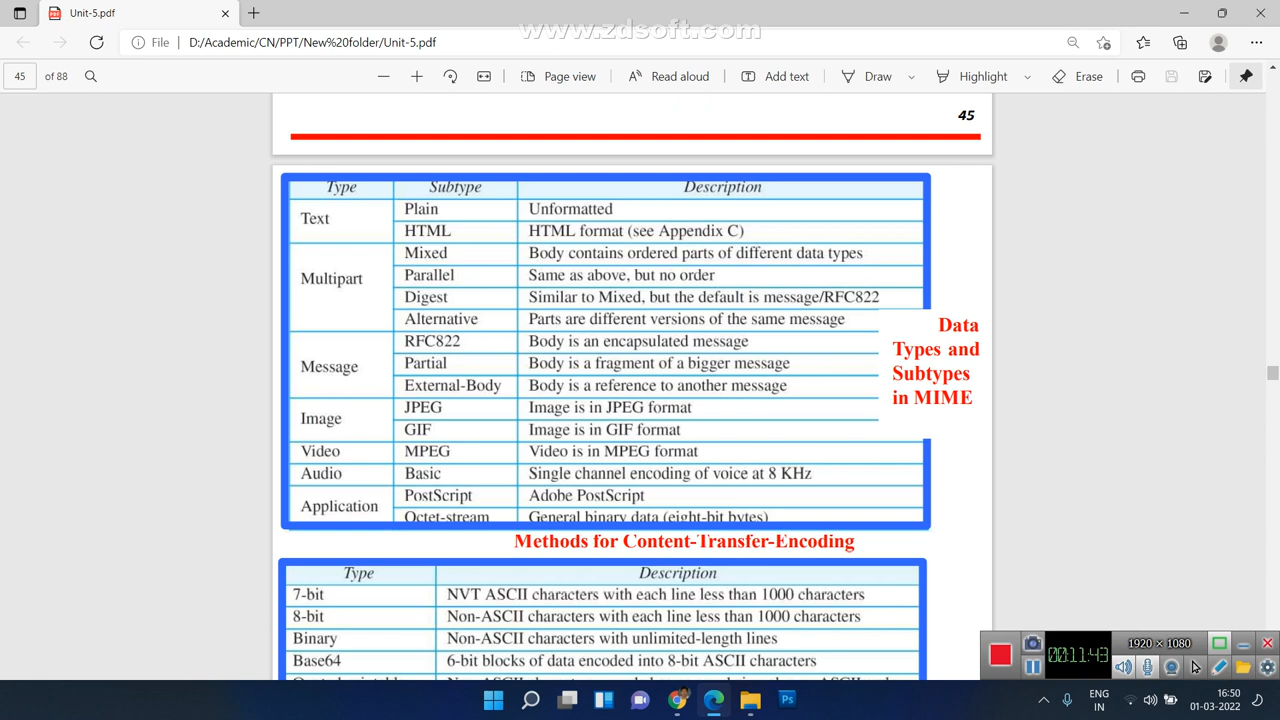 Unit-5.pdf
www.zdsoft.com
File D:/Academic/CN/PPT/New%20folder/Unit-5.pdf
45 of 88 Page view Read aloud Add text Draw Highlight Erase
45
Type Subtype Description
Text Plain Unformatted
HTML HTML format (see Appendix C)
Multipart Mixed Body contains ordered parts of different data types
Parallel Same as above, but no order
Digest Similar to Mixed, but the default is message/RFC822
Alternative Parts are different versions of the same message
Message RFC822 Body is an encapsulated message
Partial Body is a fragment of a bigger message
External-Body Body is a reference to another message
Image JPEG Image is in JPEG format
GIF Image is in GIF format
Video MPEG Video is in MPEG format
Audio Basic Single channel encoding of voice at 8 KHz
Application PostScript Adobe PostScript
Octet-stream General binary data (eight-bit bytes)
Data
Types and
Subtypes
in MIME
Methods for Content-Transfer-Encoding
Type Description
7-bit NVT ASCII characters with each line less than 1000 characters
8-bit Non-ASCII characters with each line less than 1000 characters
Binary Non-ASCII characters with unlimited-length lines
Base64 6-bit blocks of data encoded into 8-bit ASCII characters
00:11:43
1920 × 1080
Ps
ENG
IN
16:50
01-03-2022